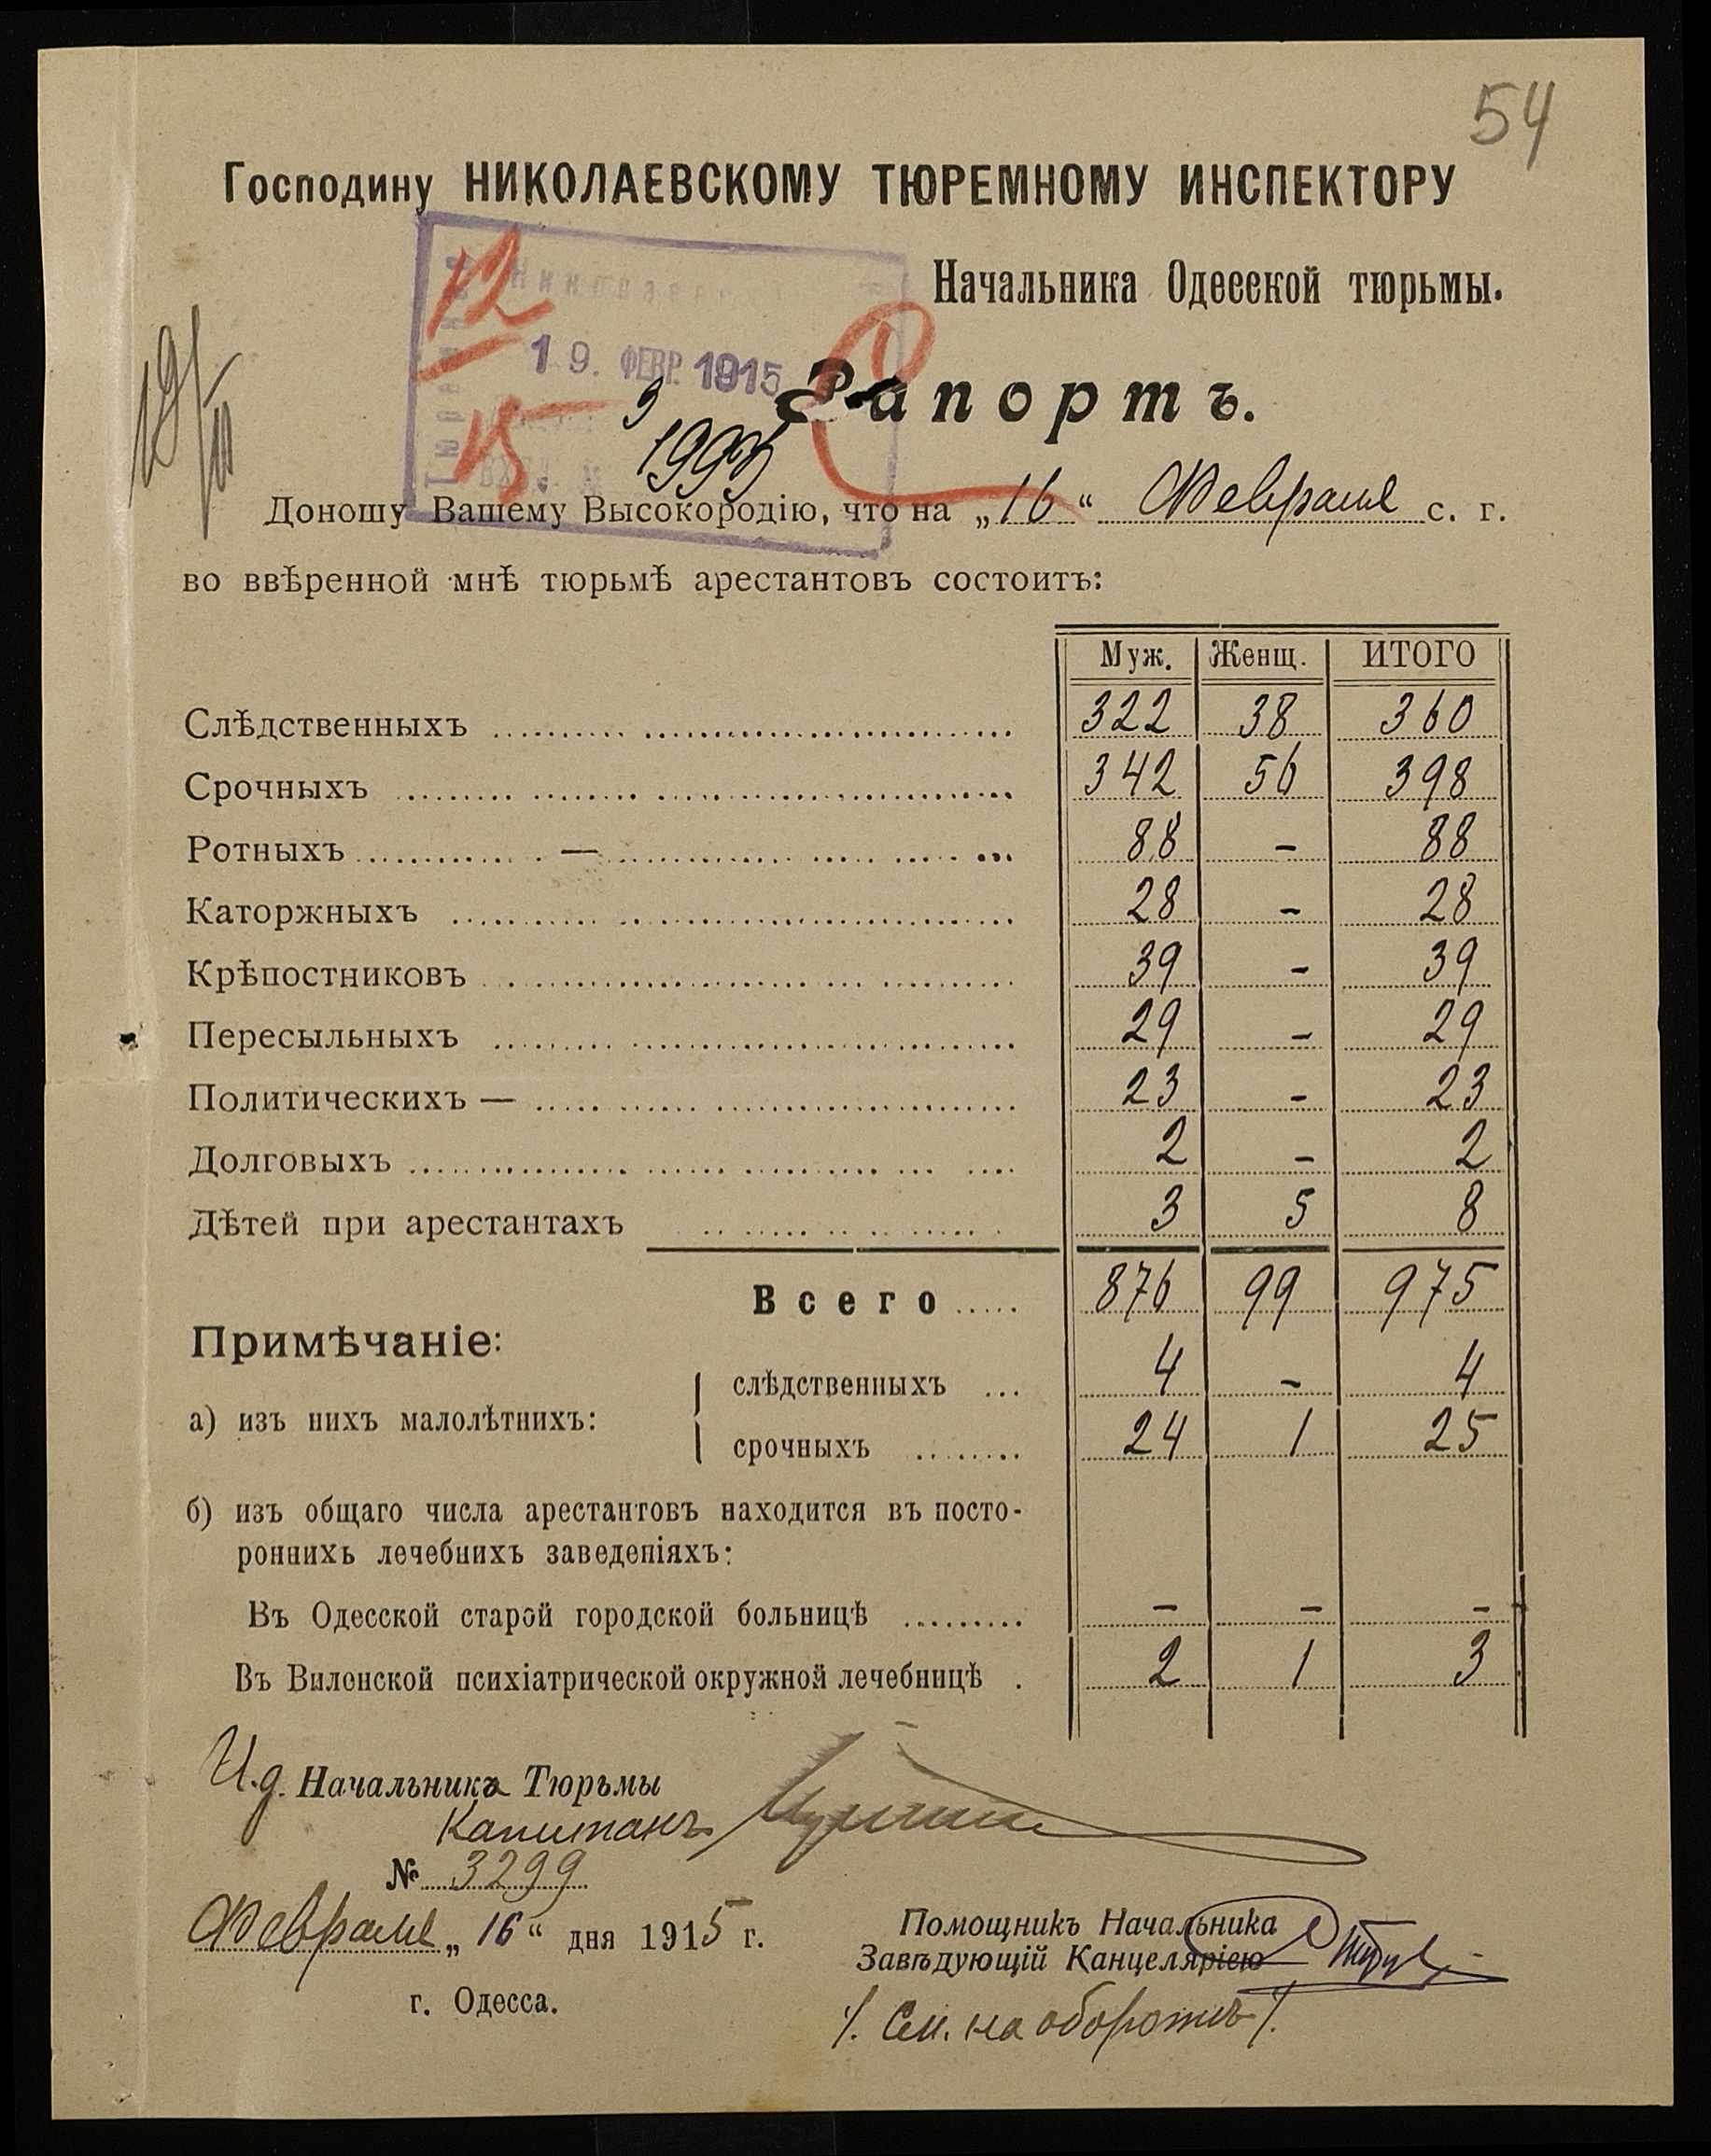 54
Господину НИКОЛАЕВСКОМУ ТЮРЕМНОМУ ИНСПЕКТОРУ
Начальника Одесской тюрьмы.
12
19. ФЕВР. 1915
Рапортъ.
15
Доношу Вашему Высокородію, что на „16“ Февраля с. г.
во ввѣренной мнѣ тюрьмѣ арестантовъ состоитъ:
Муж. Женщ. ИТОГО
Слѣдственныхъ 322 38 360
Срочныхъ 342 56 398
Ротныхъ — 88 - 88
Каторжныхъ 28 - 28
Крѣпостниковъ 39 - 39
Пересыльныхъ 29 - 29
Политическихъ — 23 - 23
Долговыхъ 2 - 2
Дѣтей при арестантахъ 3 5 8
Всего 876 99 975
Примѣчаніе:
слѣдственныхъ 4 - 4
а) изъ нихъ малолѣтнихъ:
срочныхъ 24 1 25
б) изъ общаго числа арестантовъ находится въ посто-
роннихъ лечебнихъ заведеніяхъ:
Въ Одесской старой городской больницѣ - - -
Въ Виленской психіатрической окружной лечебницѣ 2 1 3
И.д. Начальника Тюрьмы
Капитанъ
№ 3299
Февраля „16“ дня 1915 г.
Помощникъ Начальника
Завѣдующій Канцеляріею
г. Одесса.
/. См. на оборотѣ /.